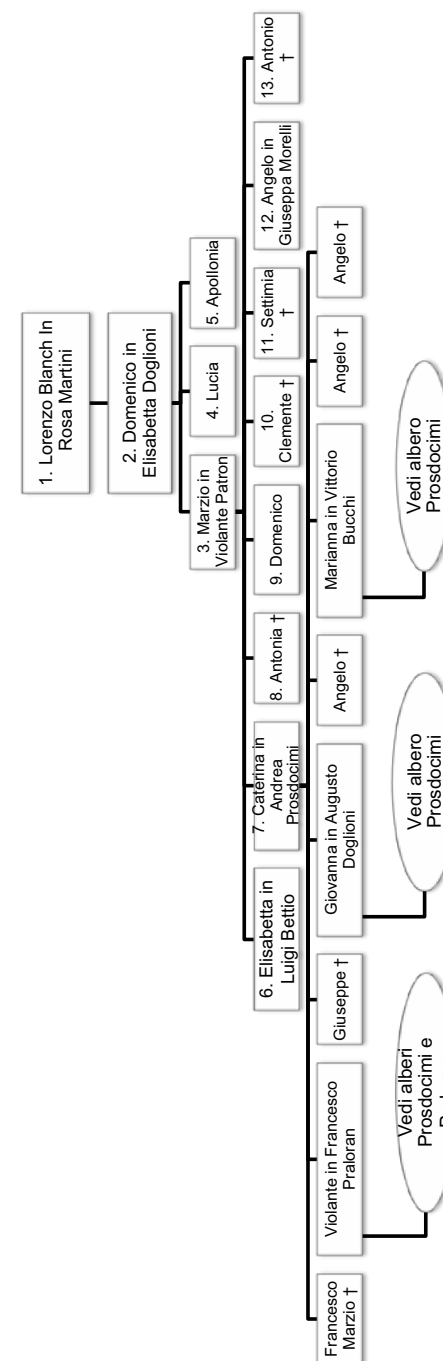 1. Lorenzo Blanch In
Rosa Martini
2. Domenico in
Elisabetta Doglioni
3. Marzio in
Violante Patron
4. Lucia
5. Apollonia
6. Elisabetta in
Luigi Bettio
7. Caterina in
Andrea
Prosdocimi
8. Antonia †
9. Domenico
10.
Clemente †
11. Settimia
†
12. Angelo in
Giuseppa Morelli
13. Antonio
†
Francesco
Marzio †
Violante in Francesco
Praloran
Giuseppe †
Giovanna in Augusto
Doglioni
Angelo †
Marianna in Vittorio
Bucchi
Angelo †
Angelo †
Vedi alberi
Prosdocimi e
Vedi albero
Prosdocimi
Vedi albero
Prosdocimi